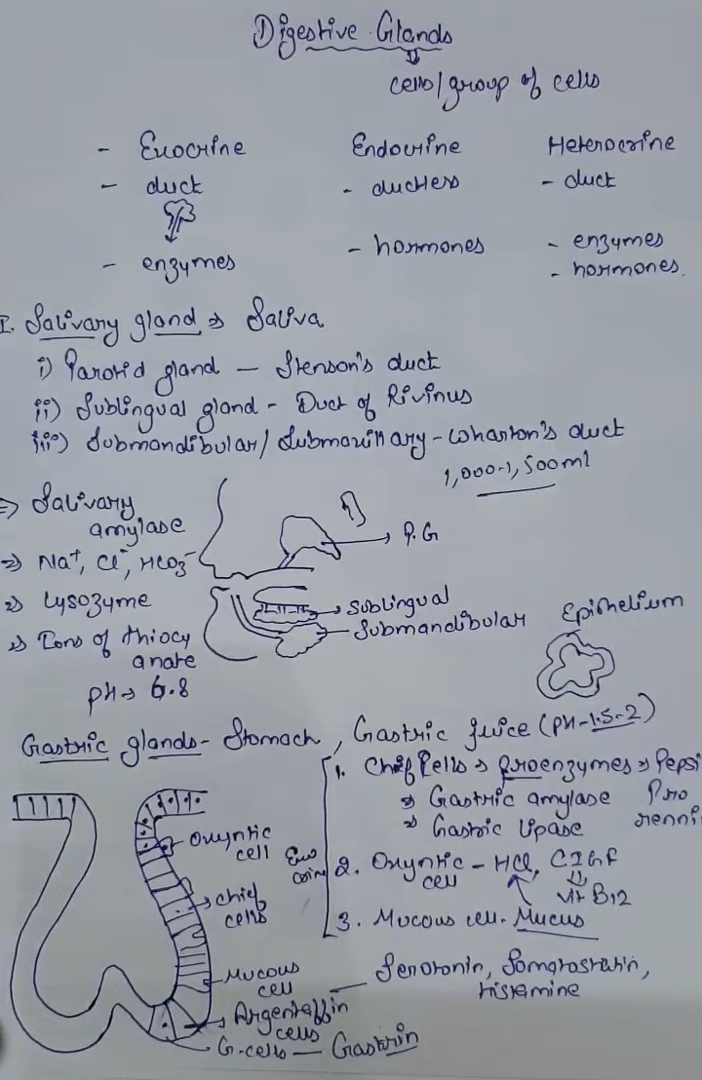 Digestive Glands
cells/group of cells
- Exocrine Endocrine Heterocrine
- duct - ductless - duct
- enzymes - hormones - enzymes
- hormones.
I. Salivary gland → Saliva
i) Parotid gland — Stenson's duct
ii) Sublingual gland - Duct of Rivinus
iii) Submandibular/Submaxillary - Wharton's duct
1,000-1,500ml
⇒ Salivary
amylase
⇒ Na⁺, Cl⁻, HCO₃⁻
⇒ Lysozyme
⇒ Ions of thiocy
anate
pH → 6.8
P.G
Sublingual
Submandibular
Epithelium
Gastric glands - Stomach, Gastric juice (pH-1.5-2)
1. Chief cells → proenzymes → Pepsi
Pro
renni
→ Gastric amylase
→ Gastric lipase
2. Oxyntic - HCl, CIGF
cell
Vit B12
3. Mucous cell - Mucus
Exo
crine
Oxyntic
cell
chief
cells
Mucous
cell
Argentaffin
cells
— Serotonin, Somatostatin,
histamine
G-cells — Gastrin